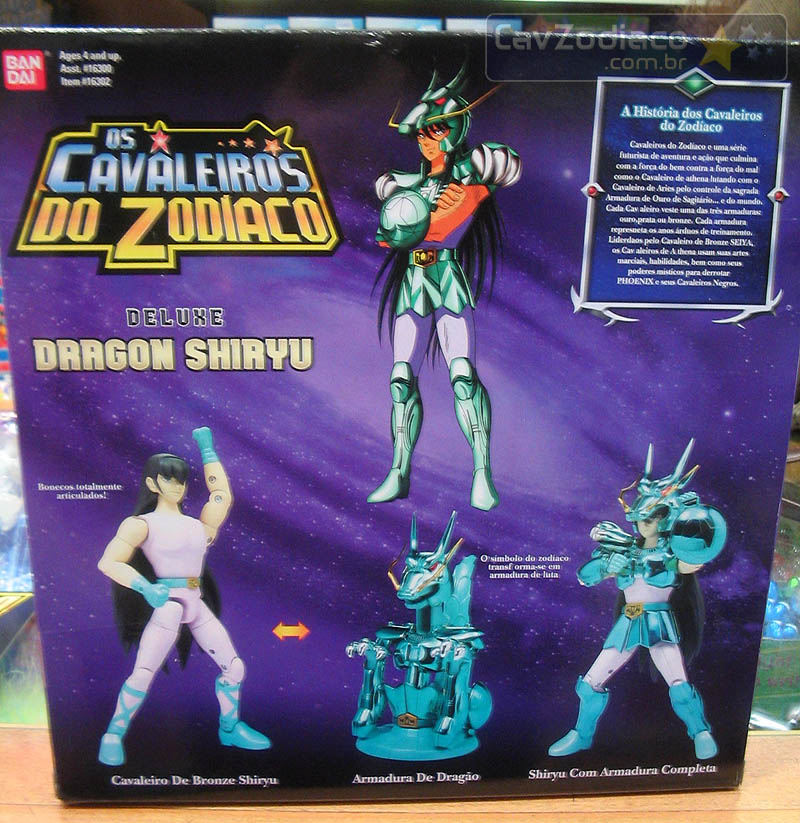 CavZodiaco
.com.br
BAN
DAI
Ages 4 and up.
Asst. #16300
Item #16302
OS
CAVALEIROS
DO ZODÍACO
DELUXE
DRAGON SHIRYU
A História dos Cavaleiros
do Zodíaco
Cavaleiros do Zodíaco e uma série
futurista de aventura e ação que culmina
com a força do bem contra a força do mal
como o Cavaleiro de athena lutando com o
Cavaleiro de Aries pelo controle da sagrada
Armadura de Ouro de Sagitário... e do mundo.
Cada Cav aleiro veste uma das três armaduras:
ouro,prata ou bronze. Cada armadura
represneta os anos árduos de treinamento.
Liderdaos pelo Cavaleiro de Bronze SEIYA,
os Cav aleiros de A thena usam suas artes
marciais, habilidades, bem como seus
poderes místicos para derrotar
PHOENIX e seus Cavaleiros Negros.
Bonecos totalmente
articulados!
O símbolo do zodíaco
transf orma-se em
armadura de luta
Cavaleiro De Bronze Shiryu
Armadura De Dragão
Shiryu Com Armadura Completa